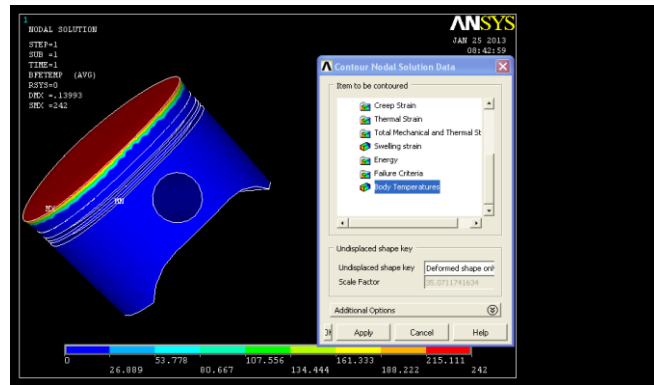 1
NODAL SOLUTION
STEP=1
SUB =1
TIME=1
BFETEMP (AVG)
RSYS=0
DMX =.13993
SMX =242
ANSYS
JAN 25 2013
08:42:59
MX
MN
Contour Nodal Solution Data
Item to be contoured
Creep Strain
Thermal Strain
Total Mechanical and Thermal St
Swelling strain
Energy
Failure Criteria
Body Temperatures
Undisplaced shape key
Undisplaced shape key Deformed shape onl
Scale Factor 35.0711741634
Additional Options
Apply Cancel Help
0 53.778 107.556 161.333 215.111
26.889 80.667 134.444 188.222 242